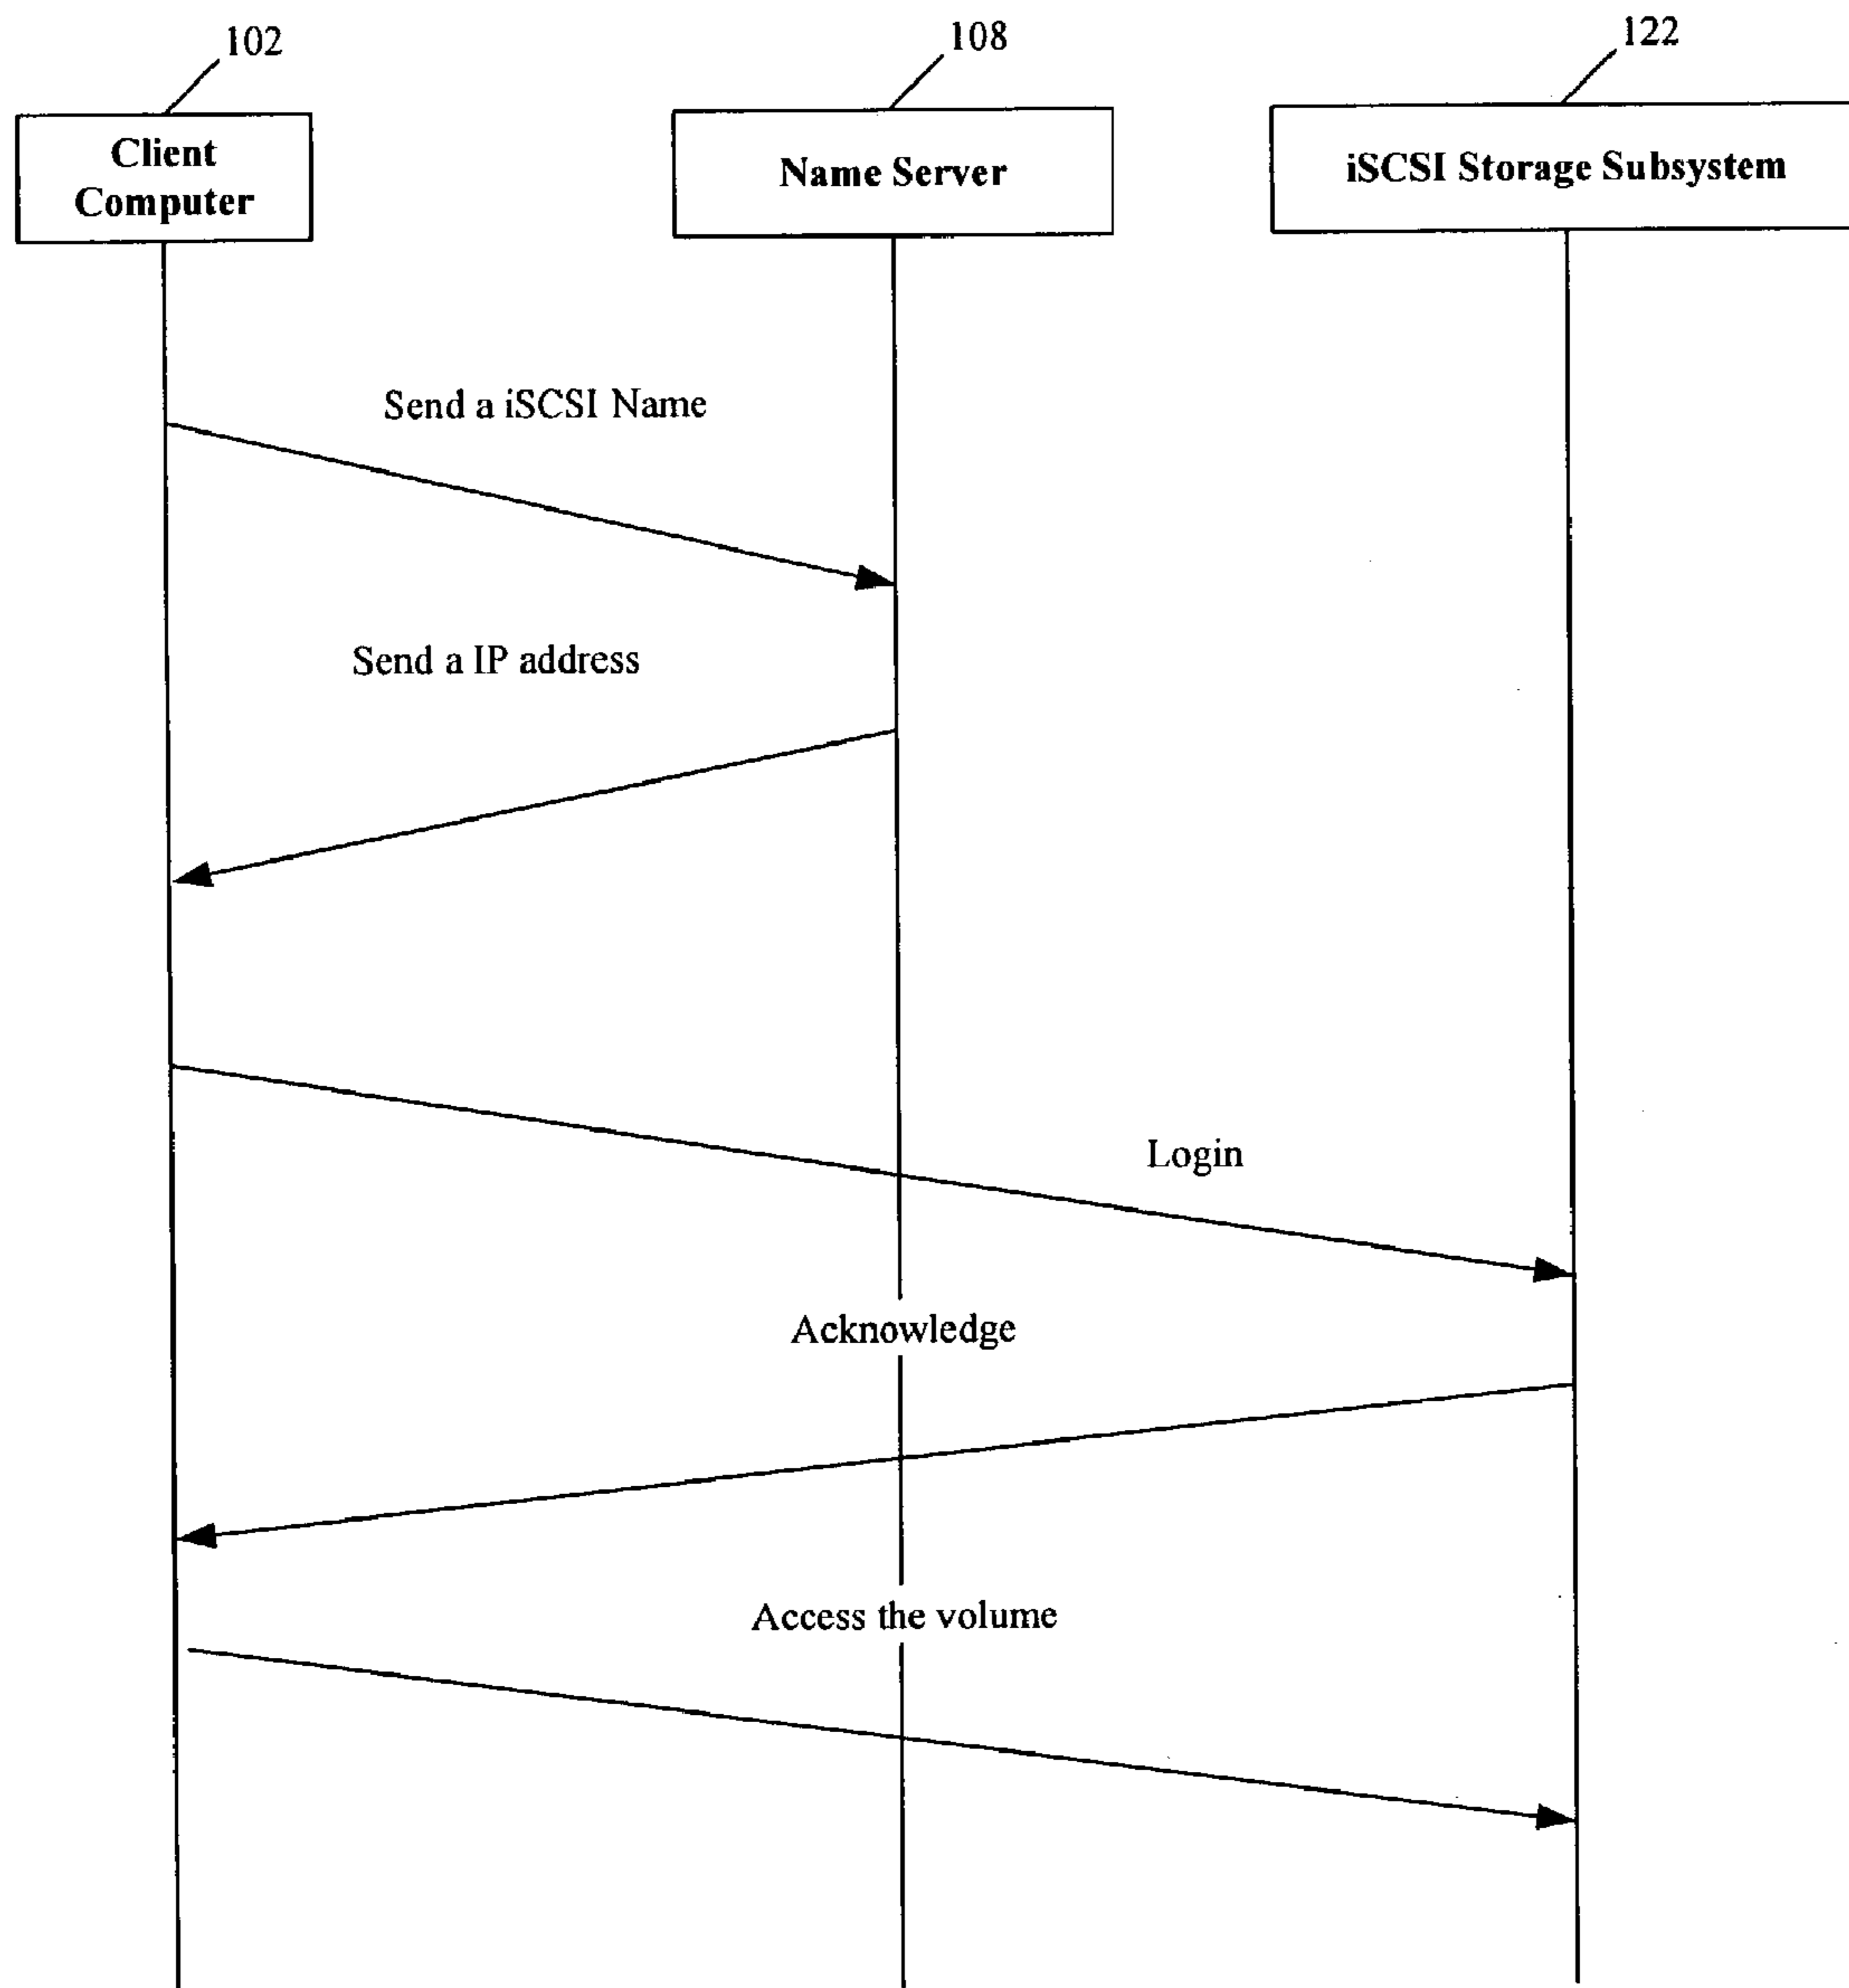 102
108
122
Client
Computer
Name Server
iSCSI Storage Subsystem
Send a iSCSI Name
Send a IP address
Login
Acknowledge
Access the volume